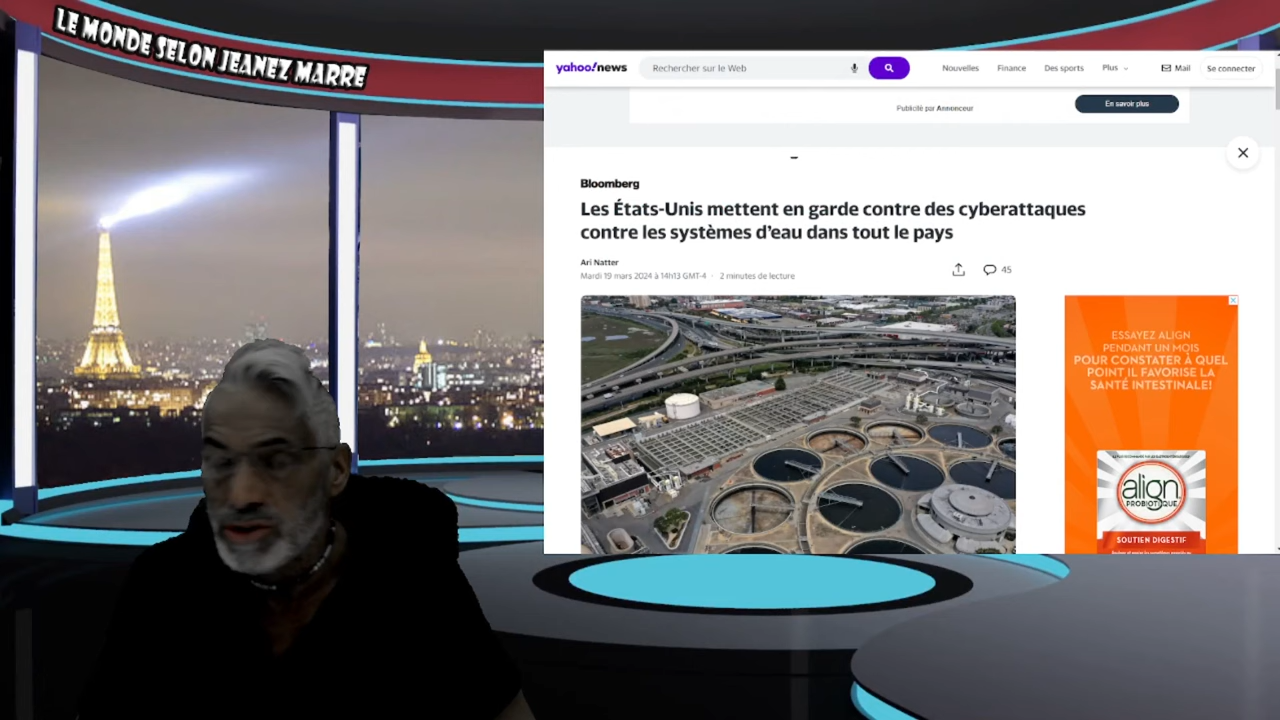 LE MONDE SELON JEANEZ MARRE
yahoo!news
Rechercher sur le Web
Nouvelles
Finance
Des sports
Plus
Mail
Se connecter
Publicité par Annonceur
En savoir plus
Bloomberg
Les États-Unis mettent en garde contre des cyberattaques
contre les systèmes d'eau dans tout le pays
Ari Natter
Mardi 19 mars 2024 à 14h13 GMT-4 · 2 minutes de lecture
45
ESSAYEZ ALIGN
PENDANT UN MOIS
POUR CONSTATER À QUEL
POINT IL FAVORISE LA
SANTÉ INTESTINALE!
align
PROBIOTIQUE
SOUTIEN DIGESTIF